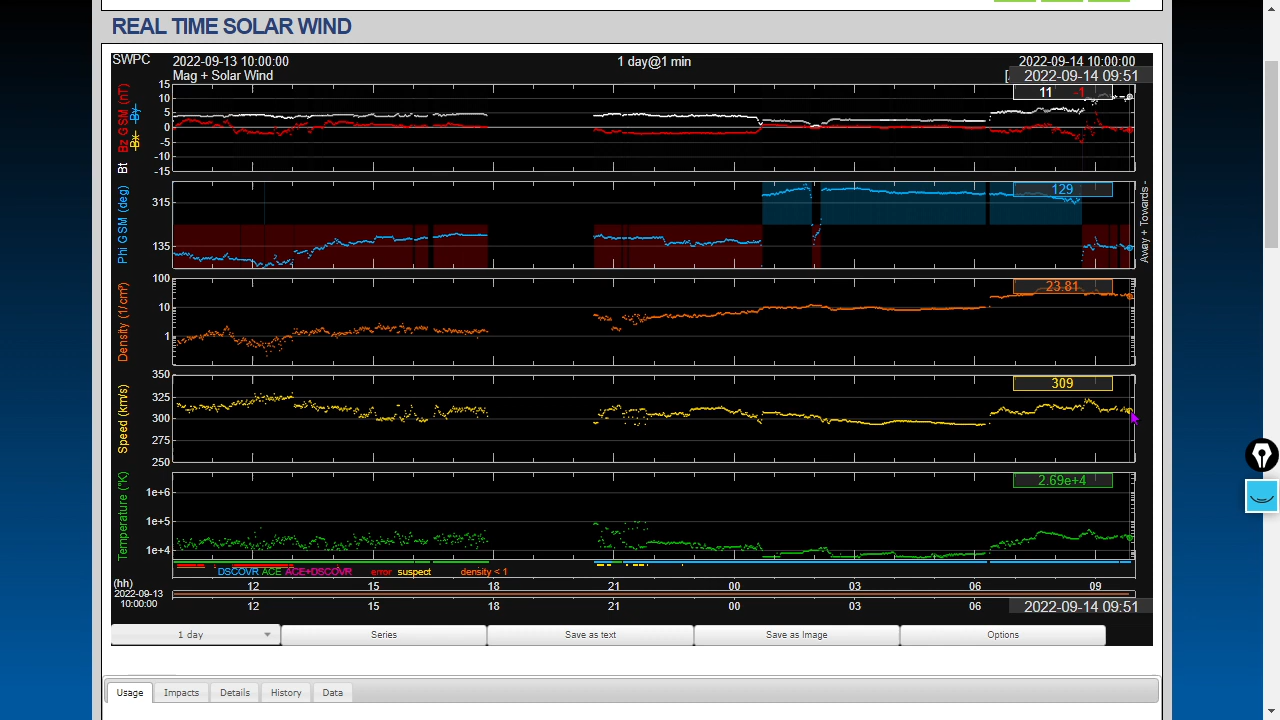 REAL TIME SOLAR WIND
SWPC
2022-09-13 10:00:00
1 day@1 min
2022-09-14 10:00:00
Mag + Solar Wind
2022-09-14 09:51
Bt Bz GSM (nT)
Bx By
15
10
5
0
-5
-10
-15
11 -1
Phi GSM (deg)
315
135
129
Away + Towards -
Density (1/cm³)
100
10
1
23.81
Speed (km/s)
350
325
300
275
250
309
Temperature (°K)
1e+6
1e+5
1e+4
2.69e+4
DSCOVR ACE ACE+DSCOVR error suspect density < 1
(hh) 12 15 18 21 00 03 06 09
2022-09-13
10:00:00
12 15 18 21 00 03 06
2022-09-14 09:51
1 day Series Save as text Save as Image Options
Usage Impacts Details History Data